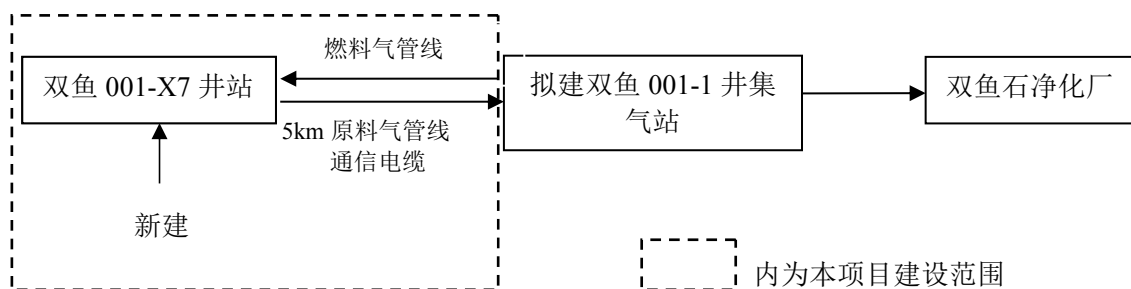 燃料气管线
双鱼 001-X7 井站
拟建双鱼 001-1 井集
气站
双鱼石净化厂
5km 原料气管线
通信电缆
新建
内为本项目建设范围